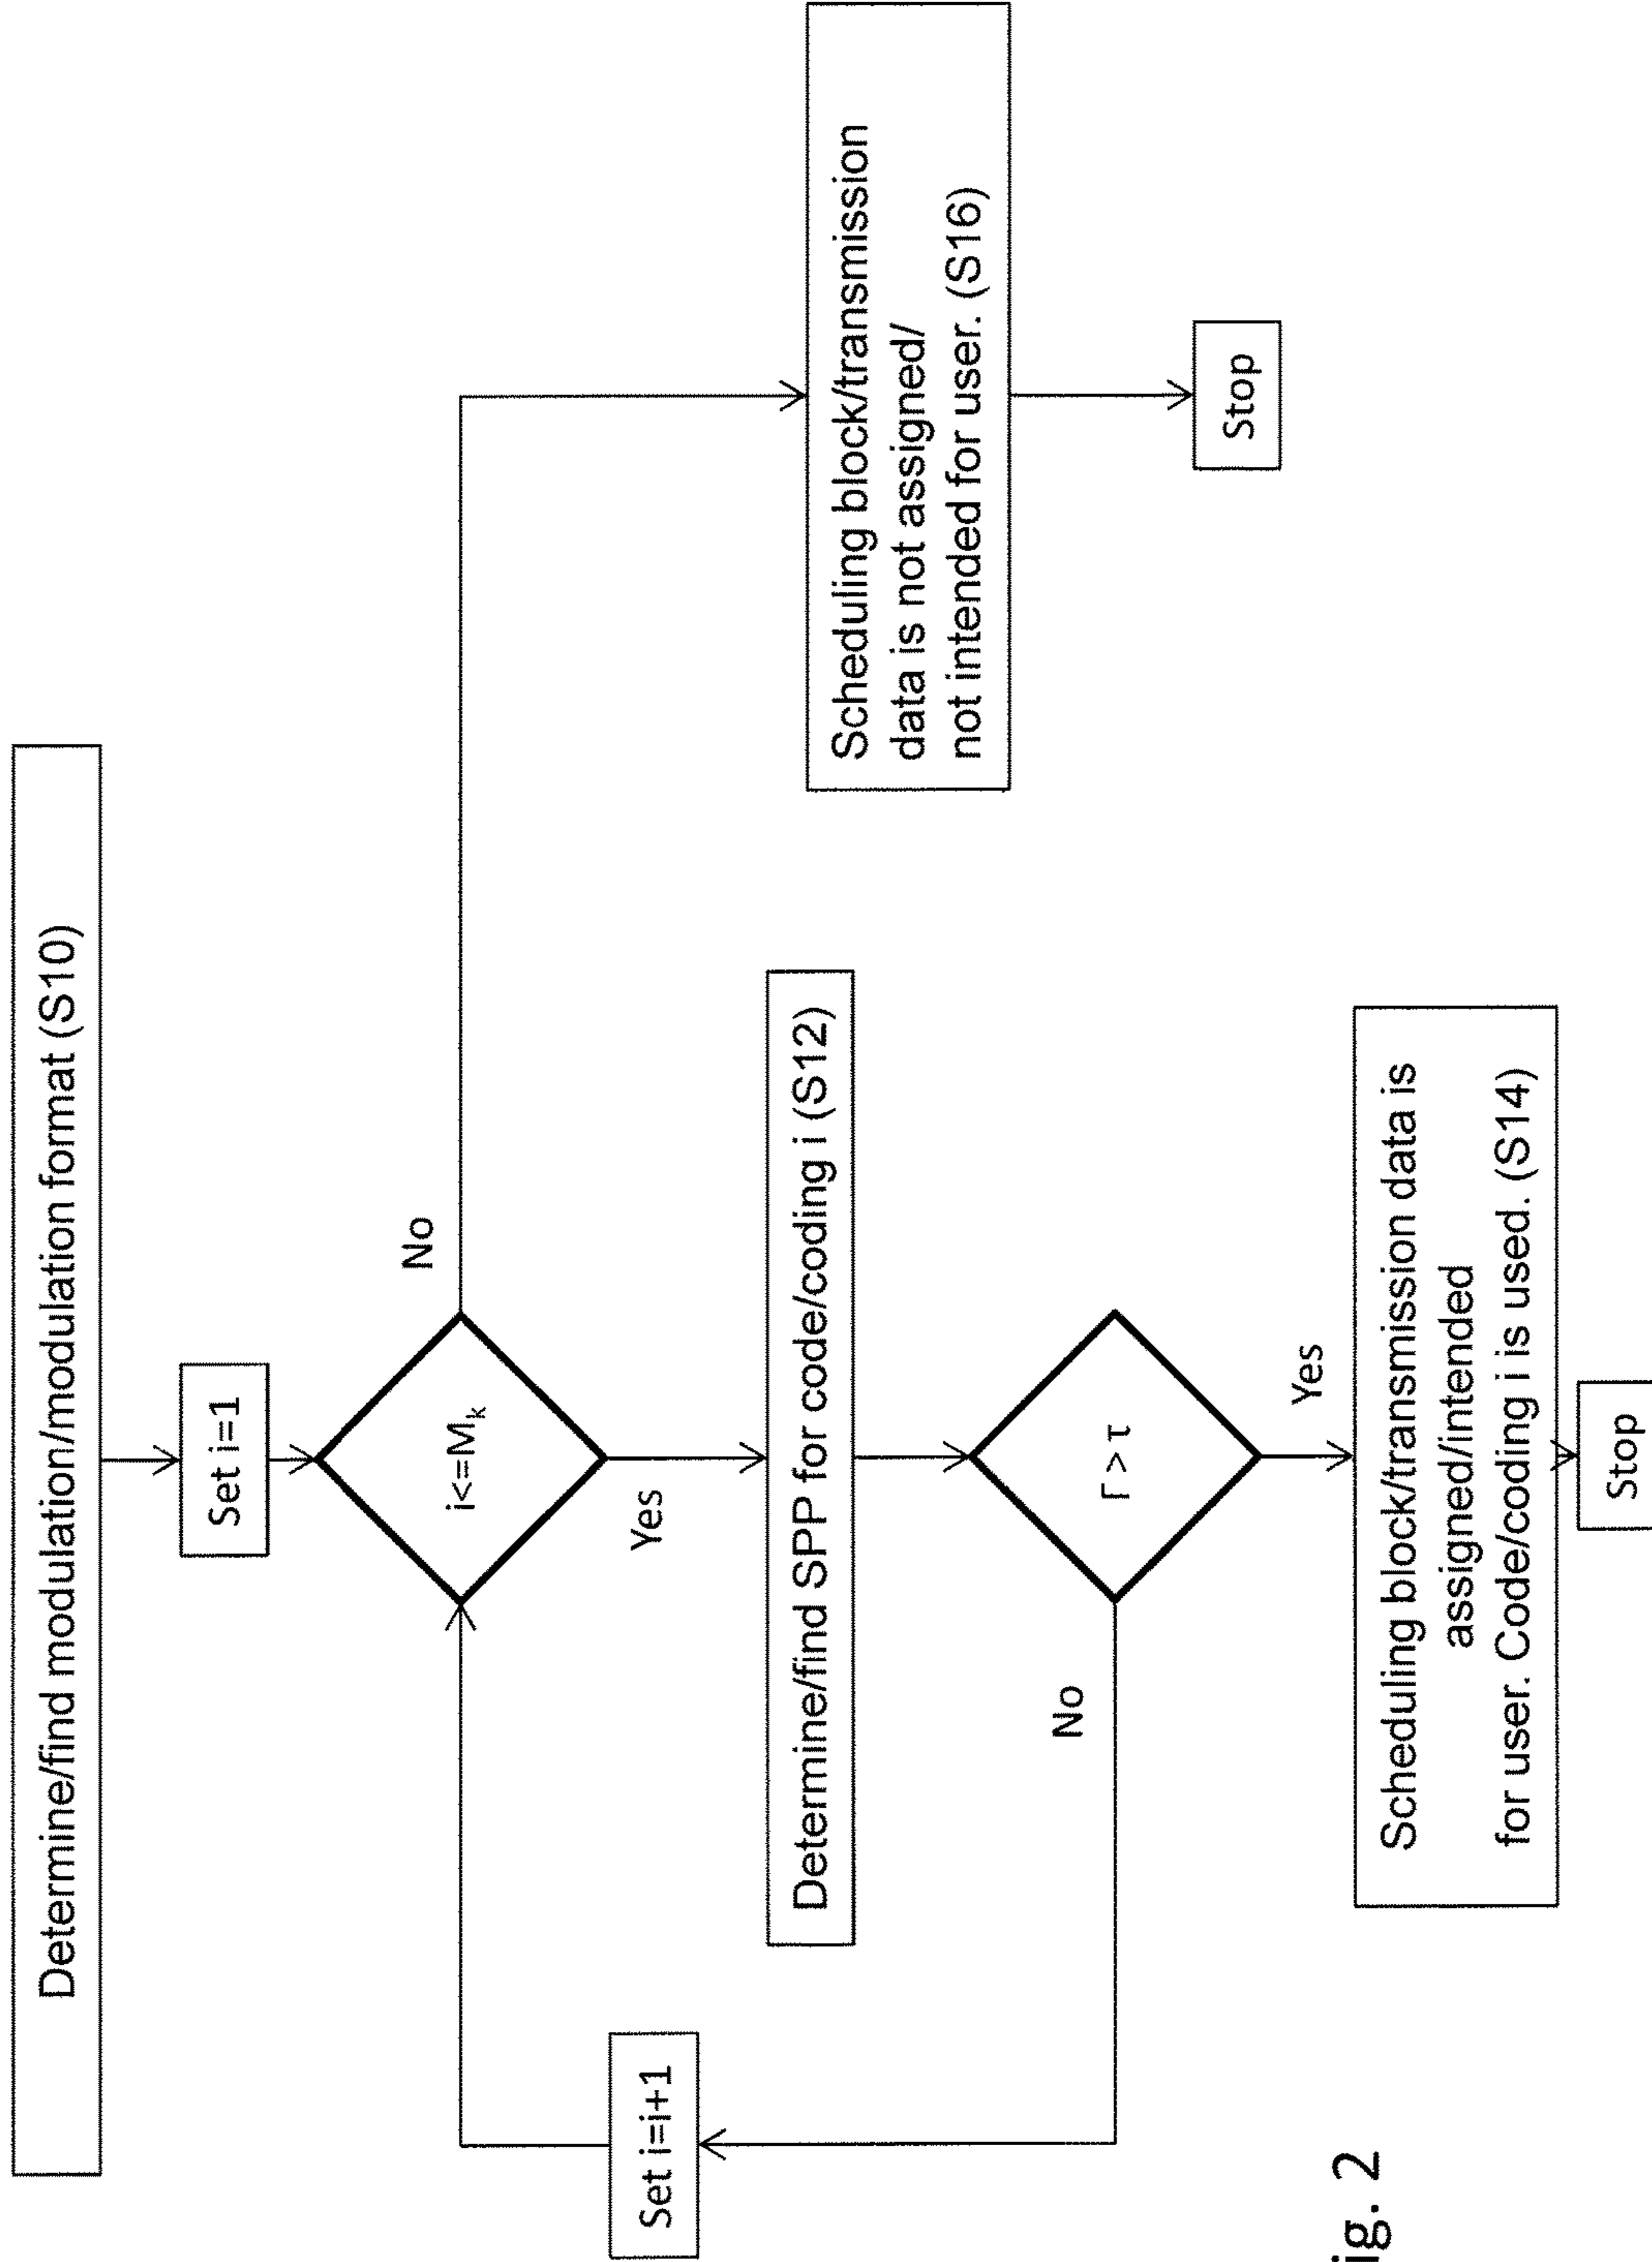 Determine/find modulation/modulation format (S10)
Set i=1
i<=Mₖ
No
Yes
Scheduling block/transmission
data is not assigned/
not intended for user. (S16)
Stop
Determine/find SPP for code/coding i (S12)
Γ > τ
No
Yes
Set i=i+1
Scheduling block/transmission data is
assigned/intended
for user. Code/coding i is used. (S14)
Stop
ig. 2